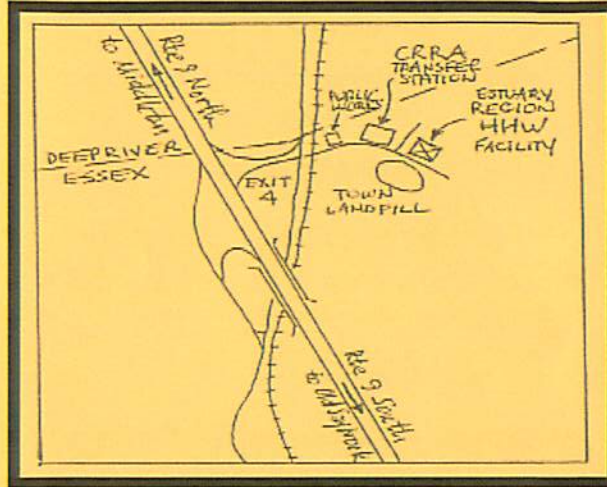 Rte 9 North
to Middletown
CRRA
TRANSFER
STATION
PUBLIC
WORKS
ESTUARY
REGION
HHW
FACILITY
DEEP RIVER
ESSEX
EXIT
4
TOWN
LANDFILL
Rte 9 South
to Old Saybrook